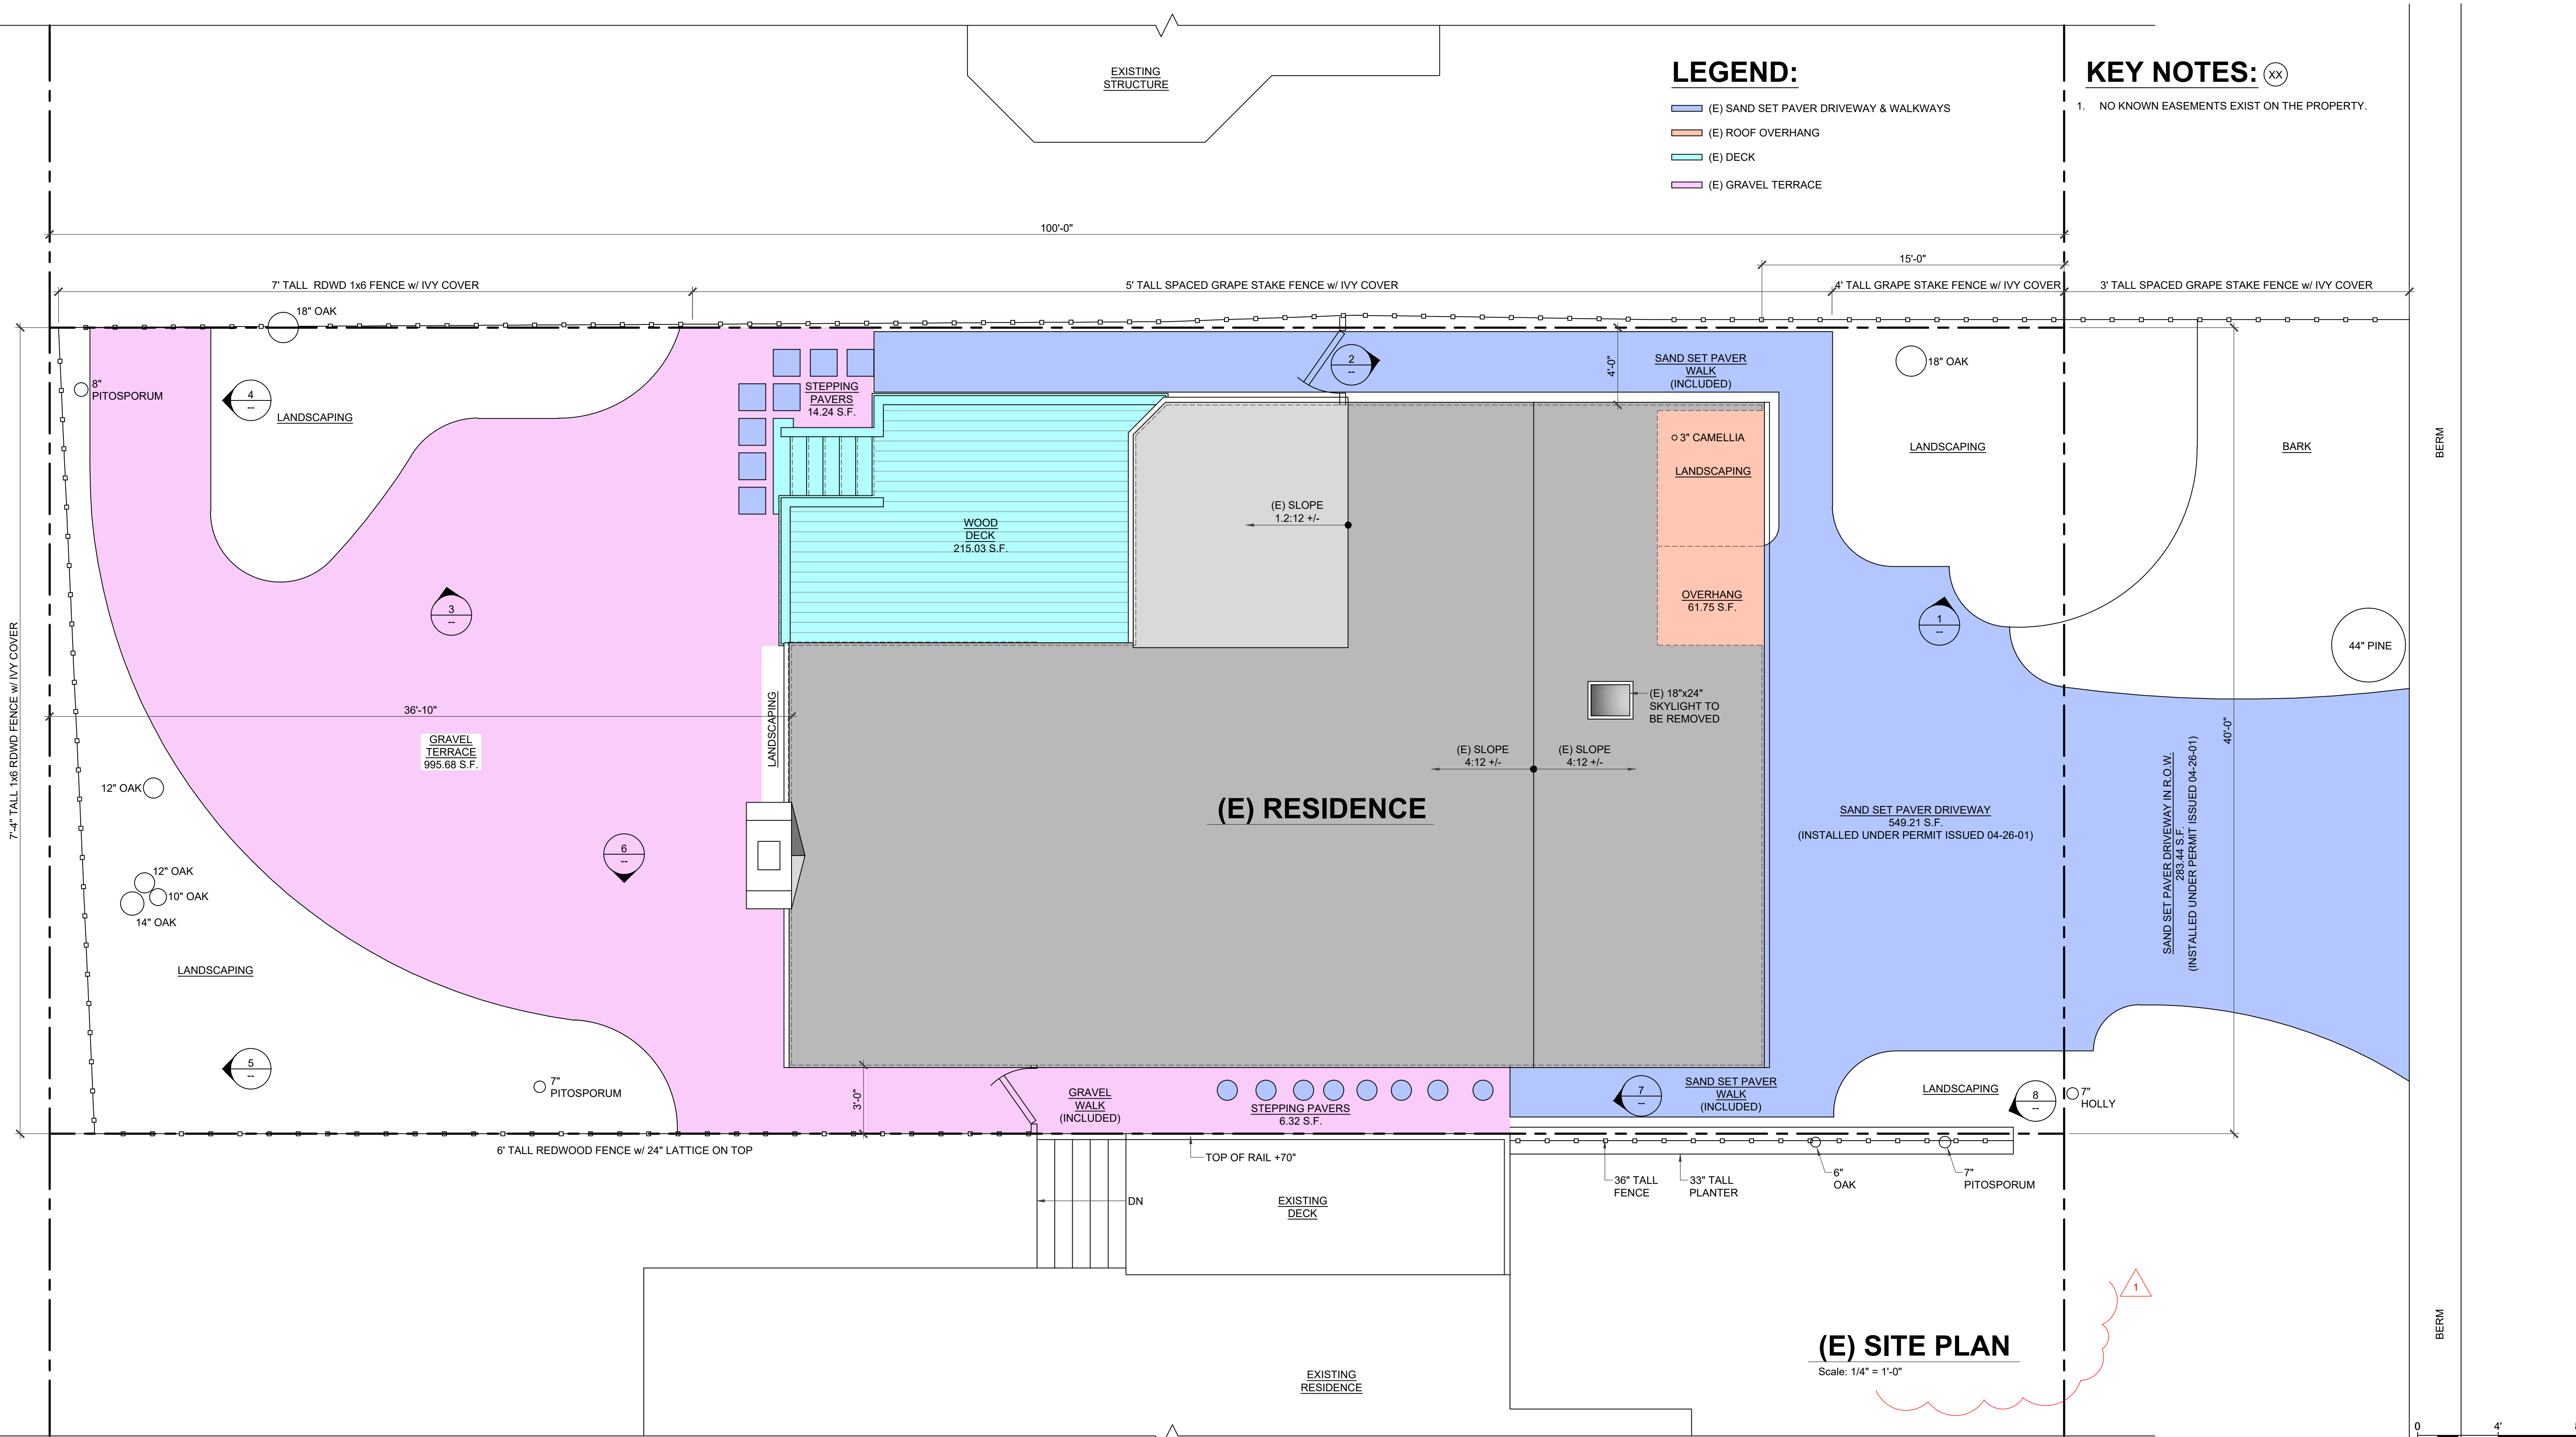 EXISTING
STRUCTURE
LEGEND:
(E) SAND SET PAVER DRIVEWAY & WALKWAYS
(E) ROOF OVERHANG
(E) DECK
(E) GRAVEL TERRACE
KEY NOTES: XX
1. NO KNOWN EASEMENTS EXIST ON THE PROPERTY.
100'-0"
15'-0"
7' TALL RDWD 1x6 FENCE w/ IVY COVER
5' TALL SPACED GRAPE STAKE FENCE w/ IVY COVER
4' TALL GRAPE STAKE FENCE w/ IVY COVER
3' TALL SPACED GRAPE STAKE FENCE w/ IVY COVER
18" OAK
8"
PITOSPORUM
4
--
LANDSCAPING
STEPPING
PAVERS
14.24 S.F.
2
--
4'-0"
SAND SET PAVER
WALK
(INCLUDED)
18" OAK
3" CAMELLIA
LANDSCAPING
LANDSCAPING
BARK
BERM
WOOD
DECK
215.03 S.F.
(E) SLOPE
1.2:12 +/-
OVERHANG
61.75 S.F.
3
--
1
--
44" PINE
7'-4" TALL 1x6 RDWD FENCE w/ IVY COVER
36'-10"
LANDSCAPING
GRAVEL
TERRACE
995.68 S.F.
(E) 18"x24"
SKYLIGHT TO
BE REMOVED
(E) SLOPE
4:12 +/-
(E) SLOPE
4:12 +/-
40'-0"
12" OAK
(E) RESIDENCE
SAND SET PAVER DRIVEWAY
549.21 S.F.
(INSTALLED UNDER PERMIT ISSUED 04-26-01)
SAND SET PAVER DRIVEWAY IN R.O.W.
283.44 S.F.
(INSTALLED UNDER PERMIT ISSUED 04-26-01)
6
--
12" OAK
10" OAK
14" OAK
LANDSCAPING
5
--
7"
PITOSPORUM
3'-0"
GRAVEL
WALK
(INCLUDED)
STEPPING PAVERS
6.32 S.F.
7
--
SAND SET PAVER
WALK
(INCLUDED)
LANDSCAPING
8
--
7"
HOLLY
6' TALL REDWOOD FENCE w/ 24" LATTICE ON TOP
TOP OF RAIL +70"
36" TALL
FENCE
33" TALL
PLANTER
6"
OAK
7"
PITOSPORUM
DN
EXISTING
DECK
1
BERM
(E) SITE PLAN
Scale: 1/4" = 1'-0"
EXISTING
RESIDENCE
0 4'